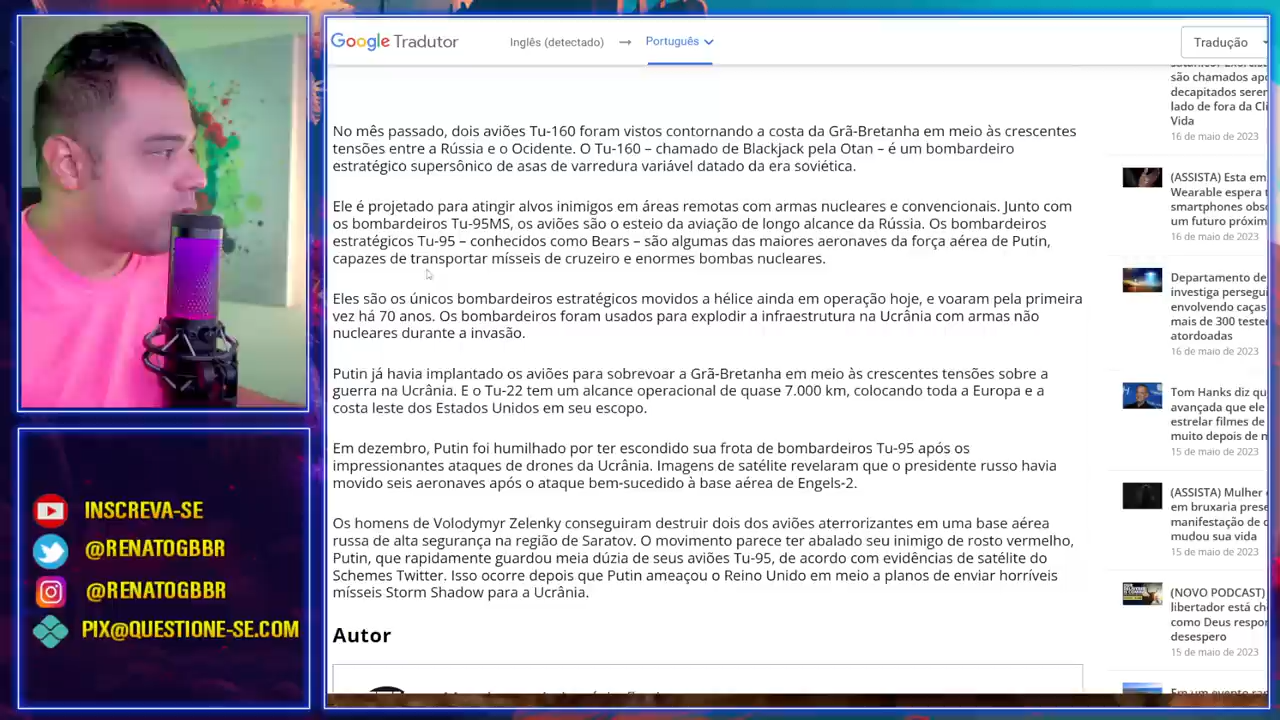 Google Tradutor
Inglês (detectado)
Português
Tradução
No mês passado, dois aviões Tu-160 foram vistos contornando a costa da Grã-Bretanha em meio às crescentes
tensões entre a Rússia e o Ocidente. O Tu-160 – chamado de Blackjack pela Otan – é um bombardeiro
estratégico supersônico de asas de varredura variável datado da era soviética.
Ele é projetado para atingir alvos inimigos em áreas remotas com armas nucleares e convencionais. Junto com
os bombardeiros Tu-95MS, os aviões são o esteio da aviação de longo alcance da Rússia. Os bombardeiros
estratégicos Tu-95 – conhecidos como Bears – são algumas das maiores aeronaves da força aérea de Putin,
capazes de transportar mísseis de cruzeiro e enormes bombas nucleares.
Eles são os únicos bombardeiros estratégicos movidos a hélice ainda em operação hoje, e voaram pela primeira
vez há 70 anos. Os bombardeiros foram usados para explodir a infraestrutura na Ucrânia com armas não
nucleares durante a invasão.
Putin já havia implantado os aviões para sobrevoar a Grã-Bretanha em meio às crescentes tensões sobre a
guerra na Ucrânia. E o Tu-22 tem um alcance operacional de quase 7.000 km, colocando toda a Europa e a
costa leste dos Estados Unidos em seu escopo.
Em dezembro, Putin foi humilhado por ter escondido sua frota de bombardeiros Tu-95 após os
impressionantes ataques de drones da Ucrânia. Imagens de satélite revelaram que o presidente russo havia
movido seis aeronaves após o ataque bem-sucedido à base aérea de Engels-2.
Os homens de Volodymyr Zelenky conseguiram destruir dois dos aviões aterrorizantes em uma base aérea
russa de alta segurança na região de Saratov. O movimento parece ter abalado seu inimigo de rosto vermelho,
Putin, que rapidamente guardou meia dúzia de seus aviões Tu-95, de acordo com evidências de satélite do
Schemes Twitter. Isso ocorre depois que Putin ameaçou o Reino Unido em meio a planos de enviar horríveis
mísseis Storm Shadow para a Ucrânia.
Autor
são chamados apó
decapitados serem
lado de fora da Clí
Vida
16 de maio de 2023
(ASSISTA) Esta em
Wearable espera t
smartphones obso
um futuro próxim
16 de maio de 2023
Departamento de
investiga persegui
envolvendo caças
mais de 300 tester
atordoadas
16 de maio de 2023
Tom Hanks diz qu
avançada que ele
estrelar filmes de
muito depois de m
15 de maio de 2023
(ASSISTA) Mulher
em bruxaria prese
manifestação de d
mudou sua vida
15 de maio de 2023
(NOVO PODCAST)
libertador está ch
como Deus respon
desespero
15 de maio de 2023
INSCREVA-SE
@RENATOGBBR
@RENATOGBBR
PIX@QUESTIONE-SE.COM